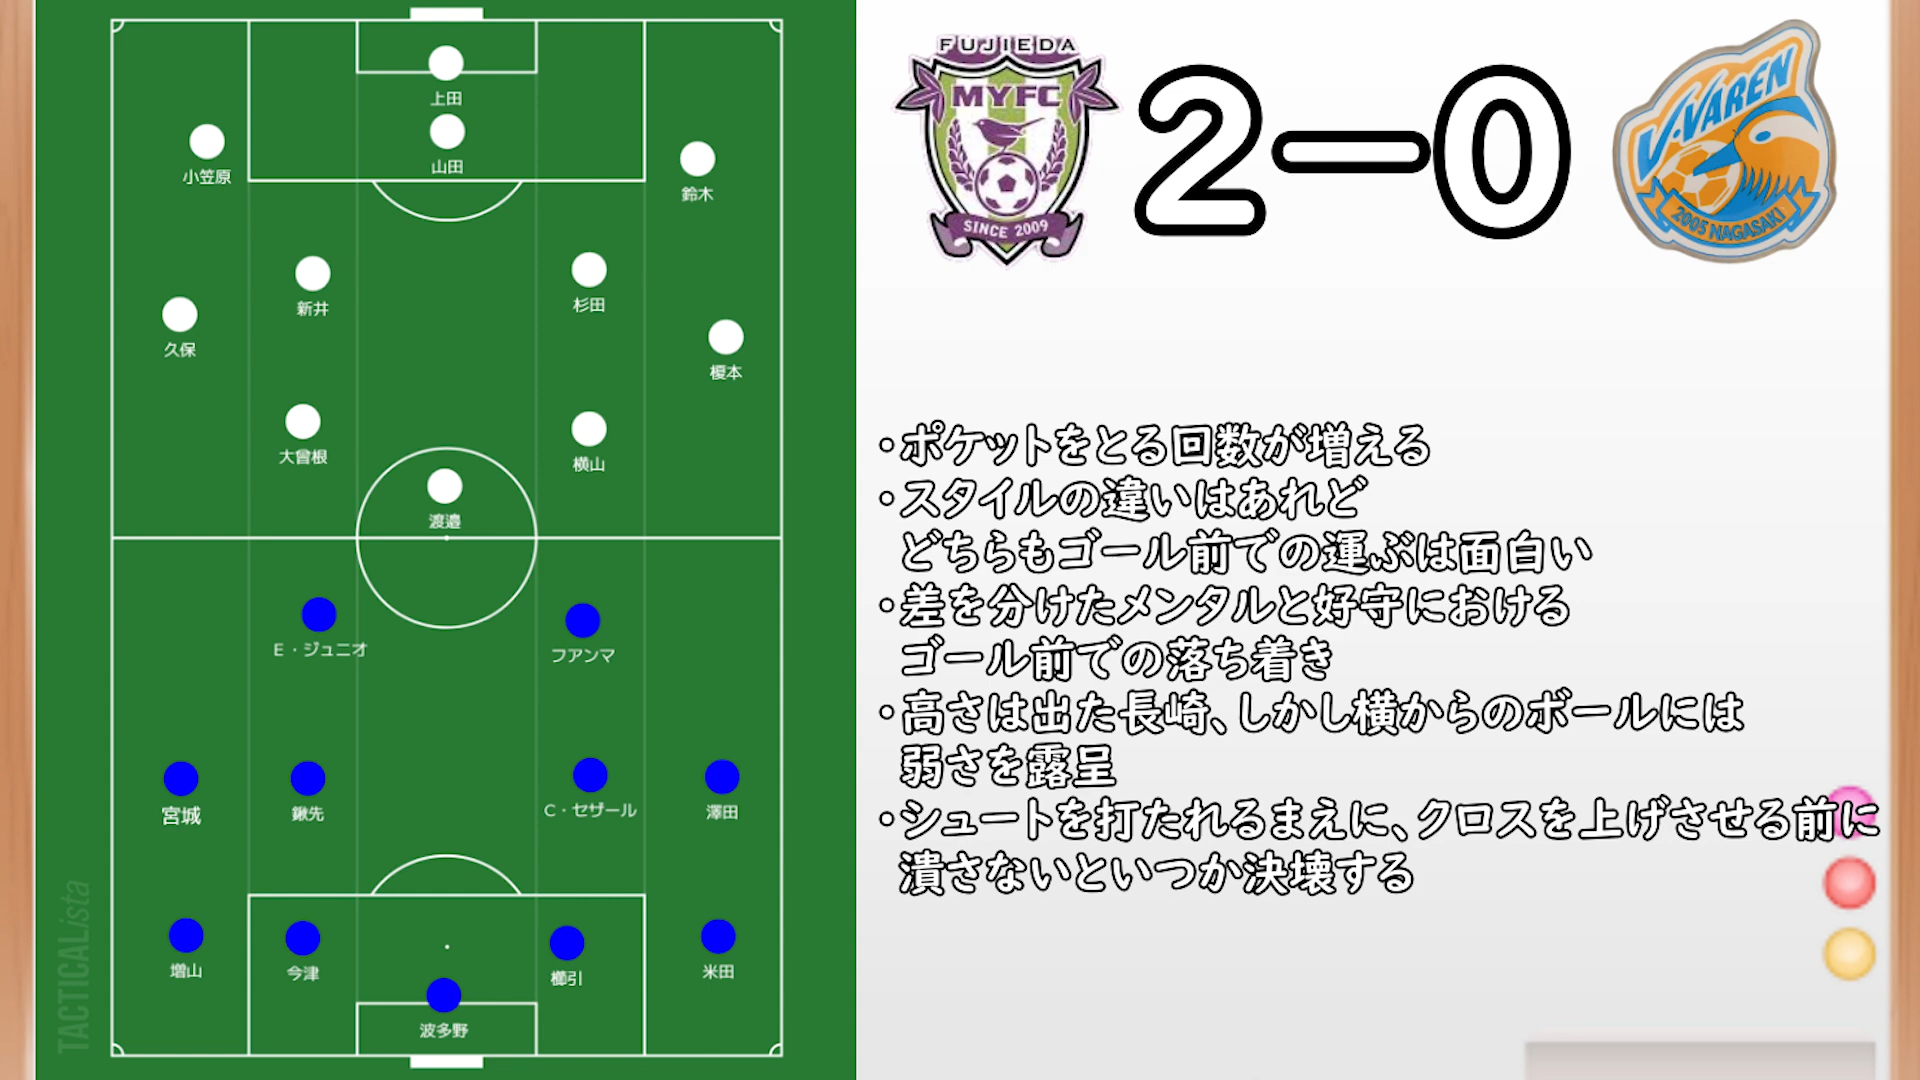 上田
山田
小笠原
鈴木
新井
杉田
久保
榎本
大曾根
横山
渡邉
E・ジュニオ
フアンマ
宮城
鍬先
C・セザール
澤田
増山
今津
櫛引
米田
波多野
TACTICALista
FUJIEDA
MYFC
SINCE 2009
2-0
V・VAREN
2005 NAGASAKI
・ポケットをとる回数が増える
・スタイルの違いはあれど
どちらもゴール前での運ぶは面白い
・差を分けたメンタルと好守における
ゴール前での落ち着き
・高さは出た長崎、しかし横からのボールには
弱さを露呈
・シュートを打たれるまえに、クロスを上げさせる前に
潰さないといつか決壊する